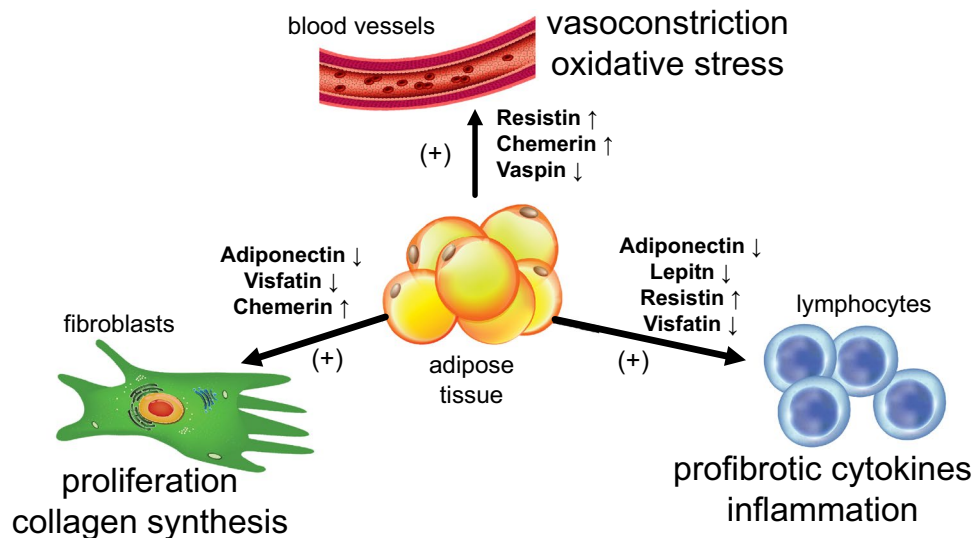 blood vessels
vasoconstriction
oxidative stress
Resistin ↑
Chemerin ↑
Vaspin ↓
(+)
Adiponectin ↓
Visfatin ↓
Chemerin ↑
Adiponectin ↓
Lepitn ↓
Resistin ↑
Visfatin ↓
fibroblasts
(+)
adipose
tissue
(+)
lymphocytes
proliferation
collagen synthesis
profibrotic cytokines
inflammation